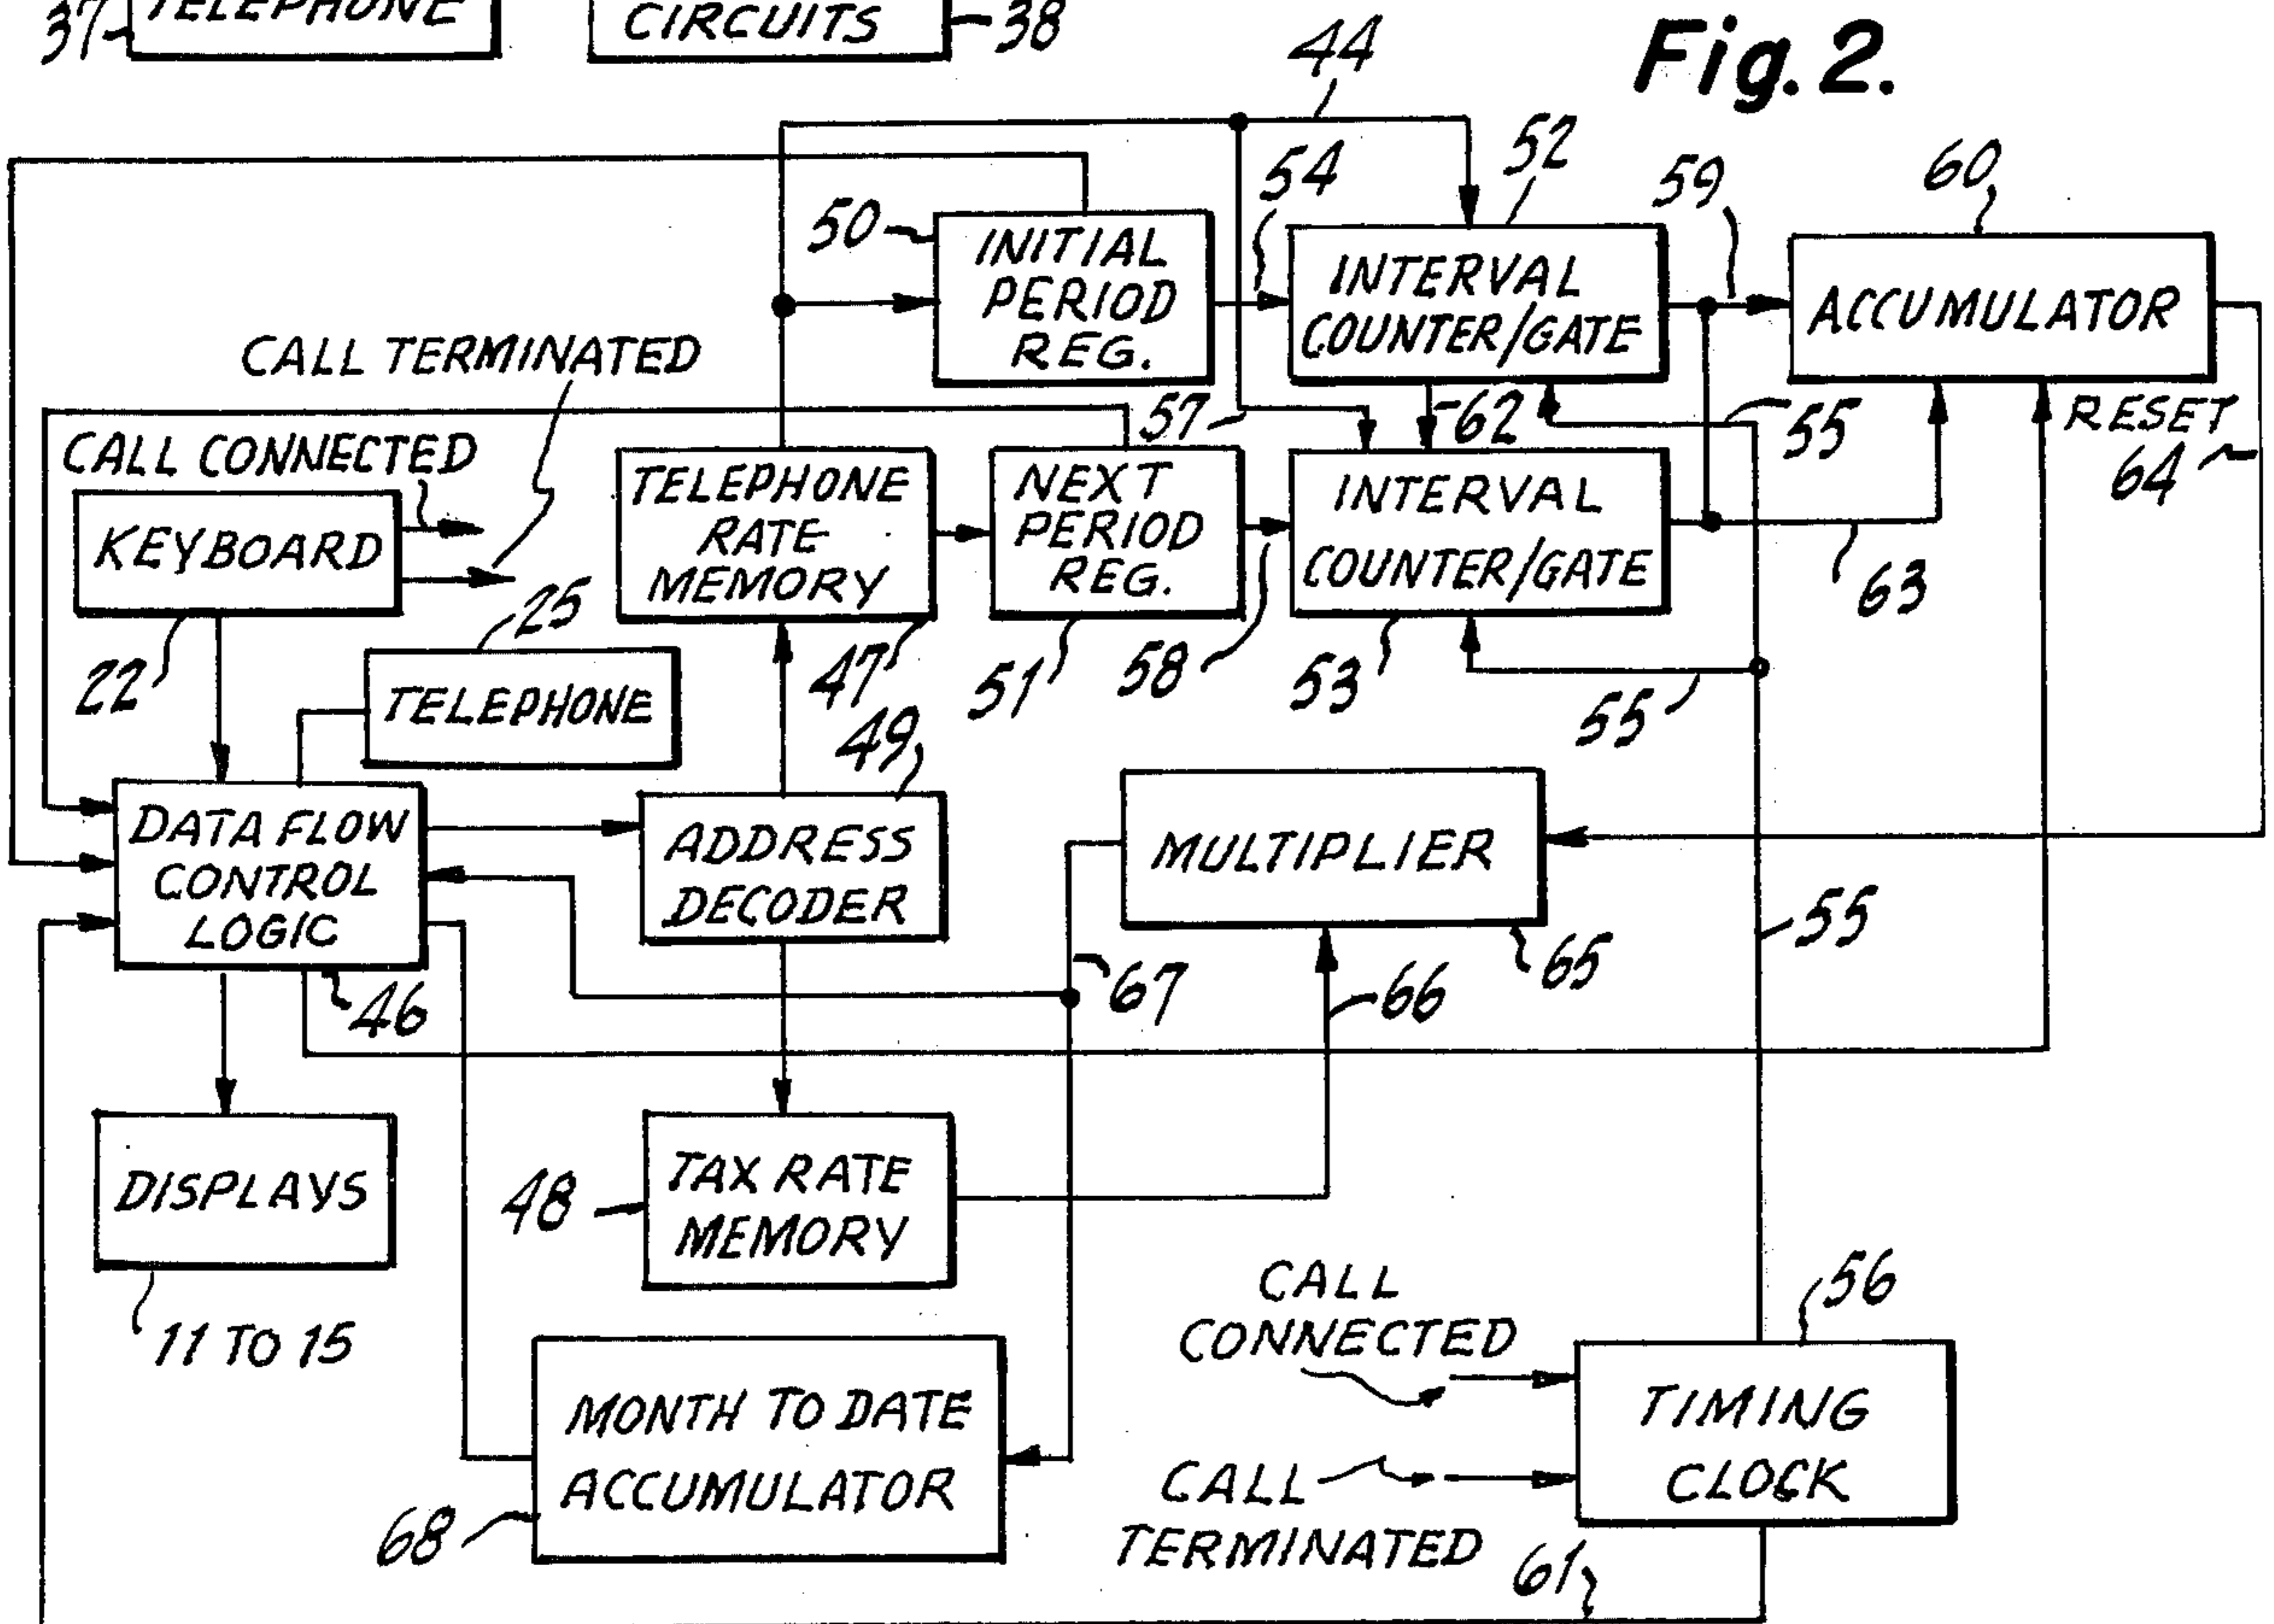 37
TELEPHONE
CIRCUITS
38
Fig. 2.
44
54
52
59
60
50
INITIAL
PERIOD
REG.
INTERVAL
COUNTER/GATE
ACCUMULATOR
CALL TERMINATED
57
62
55
RESET
64
CALL CONNECTED
KEYBOARD
TELEPHONE
RATE
MEMORY
NEXT
PERIOD
REG.
INTERVAL
COUNTER/GATE
63
22
25
TELEPHONE
47
51
58
53
55
49
DATA FLOW
CONTROL
LOGIC
ADDRESS
DECODER
MULTIPLIER
55
46
67
66
65
DISPLAYS
48
TAX RATE
MEMORY
11 TO 15
CALL
CONNECTED
56
MONTH TO DATE
ACCUMULATOR
TIMING
CLOCK
CALL
TERMINATED
68
61